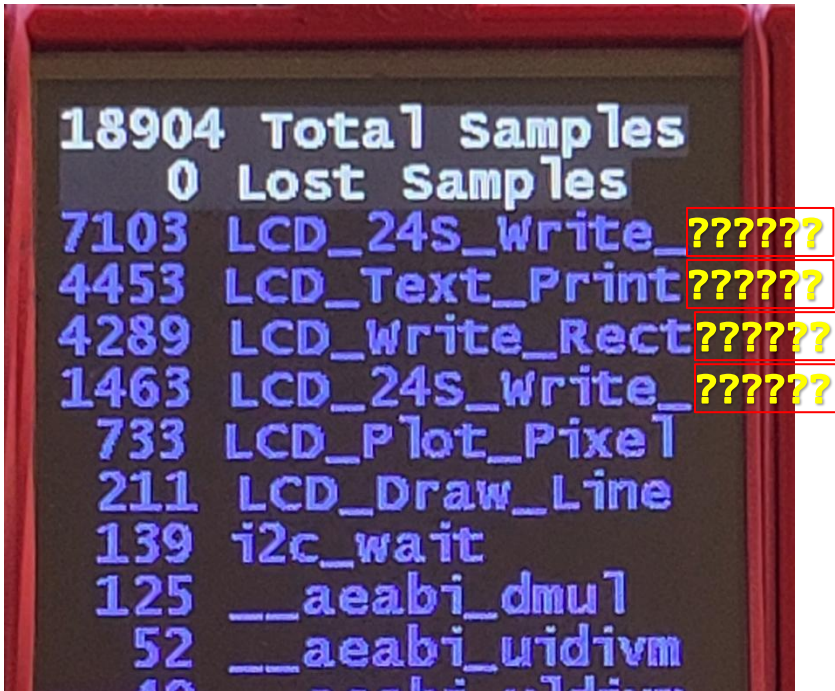 18904 Total Samples
0 Lost Samples
7103 LCD_24S_Write_??????
4453 LCD_Text_Print??????
4289 LCD_Write_Rect??????
1463 LCD_24S_Write_??????
733 LCD_Plot_Pixel
211 LCD_Draw_Line
139 i2c_wait
125 __aeabi_dmul
52 __aeabi_uidivm